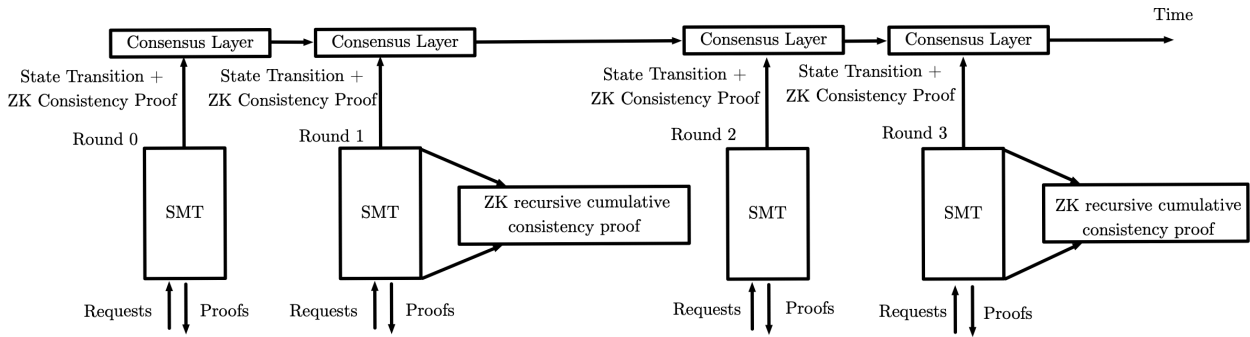 Time
Consensus Layer
Consensus Layer
Consensus Layer
Consensus Layer
State Transition +
ZK Consistency Proof
State Transition +
ZK Consistency Proof
State Transition +
ZK Consistency Proof
State Transition +
ZK Consistency Proof
Round 0
Round 1
Round 2
Round 3
SMT
SMT
ZK recursive cumulative
consistency proof
SMT
SMT
ZK recursive cumulative
consistency proof
Requests
Proofs
Requests
Proofs
Requests
Proofs
Requests
Proofs